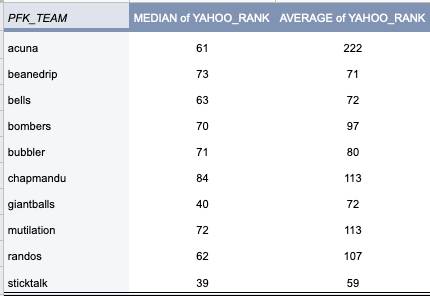 PFK_TEAM MEDIAN of YAHOO_RANK AVERAGE of YAHOO_RANK
acuna 61 222
beanedrip 73 71
bells 63 72
bombers 70 97
bubbler 71 80
chapmandu 84 113
giantballs 40 72
mutilation 72 113
randos 62 107
sticktalk 39 59